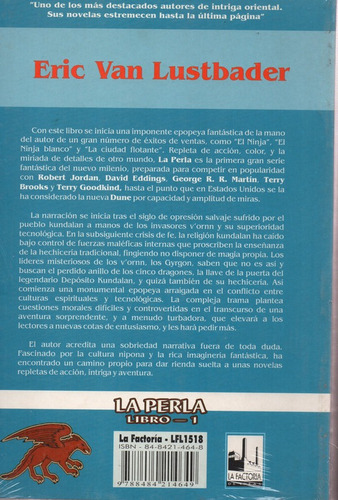 "Uno de los más destacados autores de intriga oriental.
Sus novelas estremecen hasta la última página"
Eric Van Lustbader
Con este libro se inicia una imponente epopeya fantástica de la mano
del autor de un gran número de éxitos de ventas, como "El Ninja", "El
Ninja blanco" y "La ciudad flotante". Repleta de acción, color, y la
miríada de detalles de otro mundo, La Perla es la primera gran serie
fantástica del nuevo milenio, preparada para competir en popularidad
con Robert Jordan, David Eddings, George R. R. Martin, Terry
Brooks y Terry Goodkind, hasta el punto que en Estados Unidos se la
ha considerado la nueva Dune por capacidad y amplitud de miras.
La narración se inicia tras el siglo de opresión salvaje sufrido por el
pueblo kundalan a manos de los invasores v'ornn y su superioridad
tecnológica. En la subsiguiente crisis de fe, la religión kundalan ha caído
bajo control de fuerzas maléficas internas que proscriben la enseñanza
de la hechicería tradicional, fingiendo no disponer de magia propia. Los
líderes misteriosos de los v'ornn, los Gyrgon, saben que no es así y
buscan el perdido anillo de los cinco dragones, la llave de la puerta del
legendario Depósito Kundalan, y quizá también de su hechicería. Así
comienza una monumental epopeya arraigada en el conflicto entre
culturas espirituales y tecnológicas. La compleja trama plantea
cuestiones morales difíciles y controvertidas en el transcurso de una
aventura sorprendente, y a menudo turbadora, que elevará a los
lectores a nuevas cotas de entusiasmo, y les hará pedir más.
El autor acredita una sobriedad narrativa fuera de toda duda.
Fascinado por la cultura nipona y la rica imaginería fantástica, ha
encontrado un camino propio para dar rienda suelta a unas novelas
repletas de acción, intriga y aventura.
LA PERLA
LIBRO - 1
La Factoría - LFL1518
ISBN - 84-8421-464-8
9 788484 214649
LA FACTORÍA